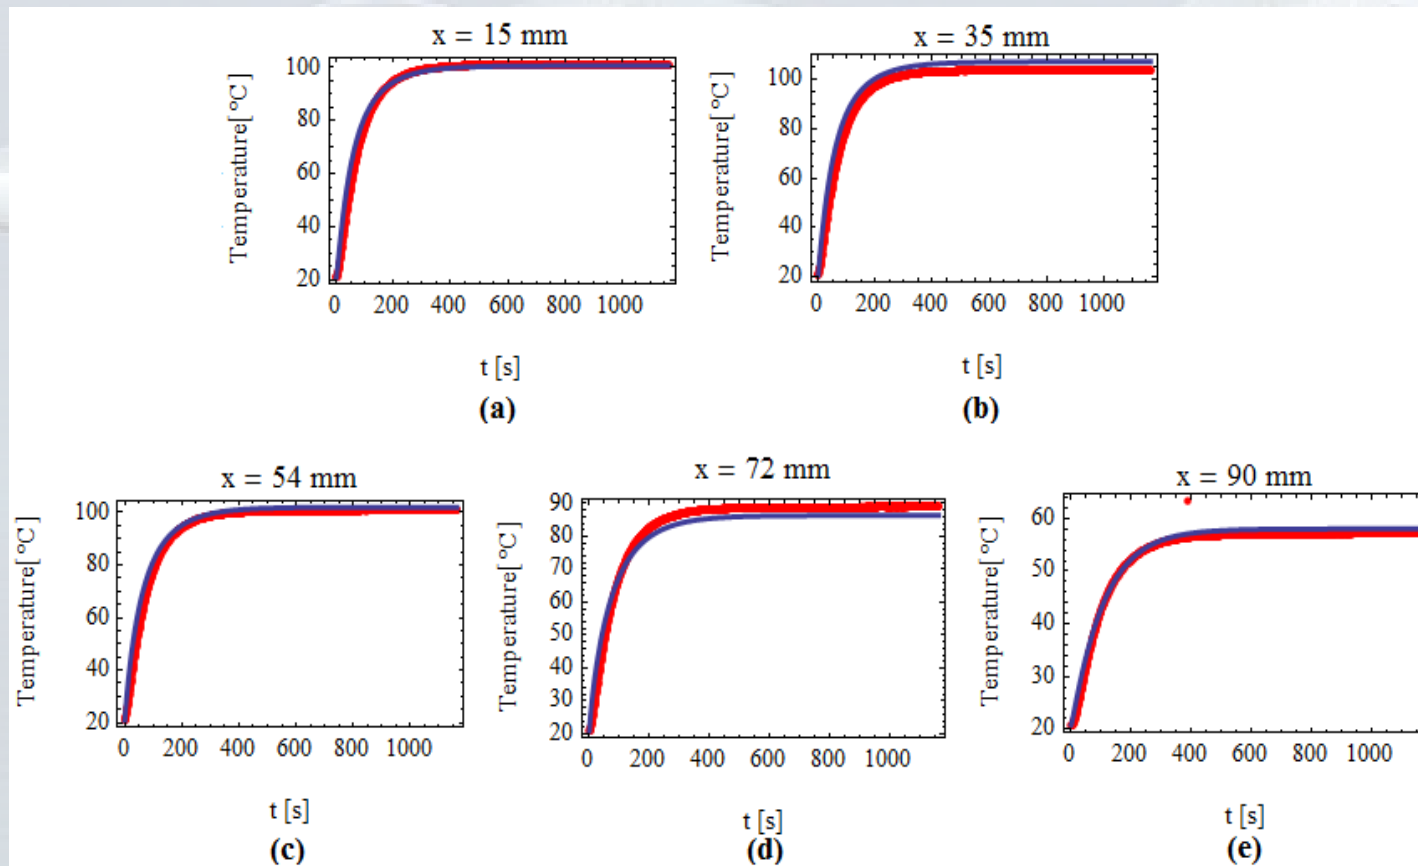 x = 15 mm
Temperature[ °C]
100
80
60
40
20
0 200 400 600 800 1000
t [s]
(a)
x = 35 mm
Temperature[ °C]
100
80
60
40
20
0 200 400 600 800 1000
t [s]
(b)
x = 54 mm
Temperature[ °C]
100
80
60
40
20
0 200 400 600 800 1000
t [s]
(c)
x = 72 mm
Temperature[ °C]
90
80
70
60
50
40
30
20
0 200 400 600 800 1000
t [s]
(d)
x = 90 mm
Temperature[ °C]
60
50
40
30
20
0 200 400 600 800 1000
t [s]
(e)